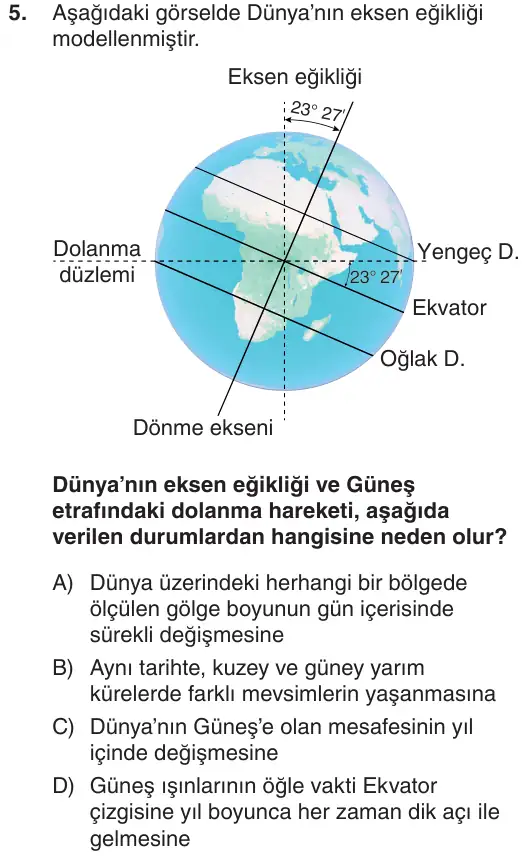 5. Aşağıdaki görselde Dünya’nın eksen eğikliği
modellenmiştir.
Eksen eğikliği
23° 27′
Dolanma
düzlemi
Yengeç D.
23° 27′
Ekvator
Oğlak D.
Dönme ekseni
Dünya’nın eksen eğikliği ve Güneş
etrafındaki dolanma hareketi, aşağıda
verilen durumlardan hangisine neden olur?
A) Dünya üzerindeki herhangi bir bölgede
ölçülen gölge boyunun gün içerisinde
sürekli değişmesine
B) Aynı tarihte, kuzey ve güney yarım
kürelerde farklı mevsimlerin yaşanmasına
C) Dünya’nın Güneş’e olan mesafesinin yıl
içinde değişmesine
D) Güneş ışınlarının öğle vakti Ekvator
çizgisine yıl boyunca her zaman dik açı ile
gelmesine